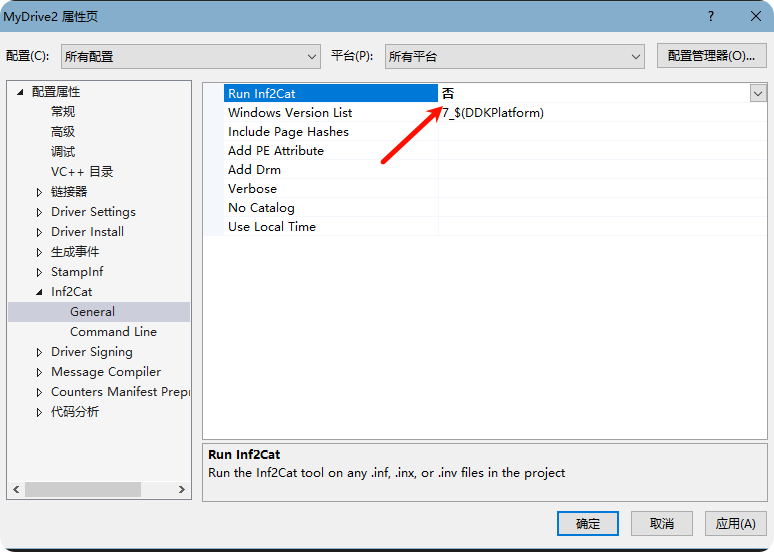 MyDrive2 属性页
配置(C): 所有配置 平台(P): 所有平台 配置管理器(O)...
配置属性
常规
高级
调试
VC++ 目录
链接器
Driver Settings
Driver Install
生成事件
StampInf
Inf2Cat
General
Command Line
Driver Signing
Message Compiler
Counters Manifest Prepr
代码分析
Run Inf2Cat 否
Windows Version List 7_$(DDKPlatform)
Include Page Hashes
Add PE Attribute
Add Drm
Verbose
No Catalog
Use Local Time
Run Inf2Cat
Run the Inf2Cat tool on any .inf, .inx, or .inv files in the project
确定 取消 应用(A)